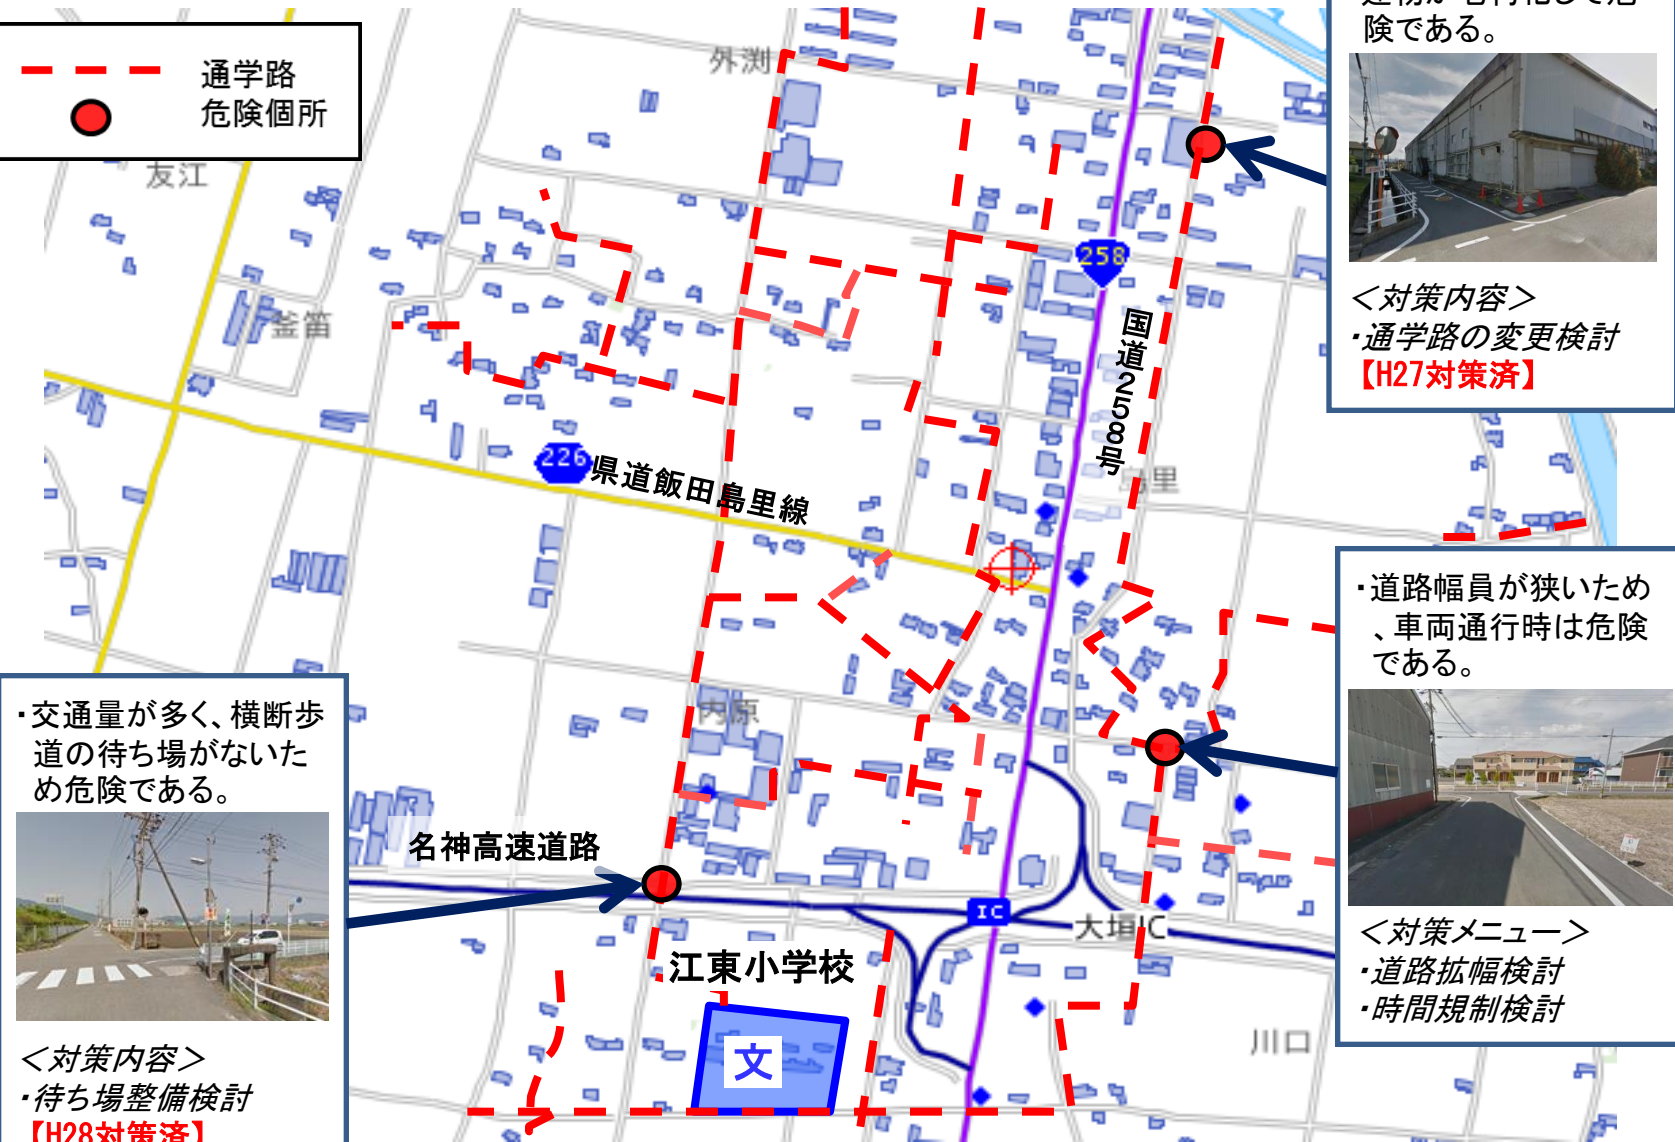 通学路
危険個所
険である。
＜対策内容＞
・通学路の変更検討
【H27対策済】
外渕
友江
釜笛
258
国道258号
226
県道飯田島里線
島里
・道路幅員が狭いため
、車両通行時は危険
である。
＜対策メニュー＞
・道路拡幅検討
・時間規制検討
内原
・交通量が多く、横断歩
道の待ち場がないた
め危険である。
＜対策内容＞
・待ち場整備検討
【H28対策済】
名神高速道路
IC
大垣IC
江東小学校
文
川口